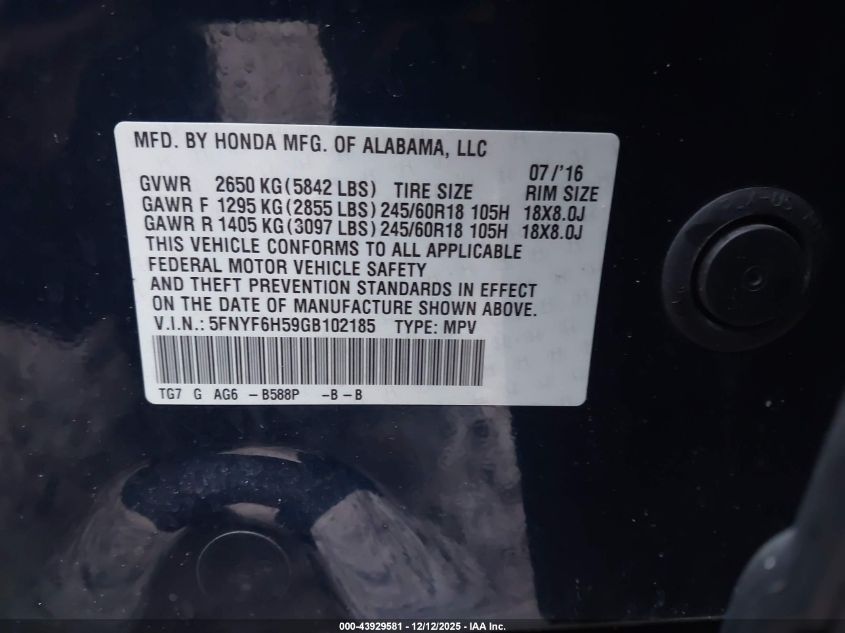 MFD. BY HONDA MFG. OF ALABAMA, LLC
07/'16
GVWR 2650 KG(5842 LBS) TIRE SIZE RIM SIZE
GAWR F 1295 KG(2855 LBS) 245/60R18 105H 18X8.0J
GAWR R 1405 KG(3097 LBS) 245/60R18 105H 18X8.0J
THIS VEHICLE CONFORMS TO ALL APPLICABLE
FEDERAL MOTOR VEHICLE SAFETY
AND THEFT PREVENTION STANDARDS IN EFFECT
ON THE DATE OF MANUFACTURE SHOWN ABOVE.
V.I.N.: 5FNYF6H59GB102185 TYPE: MPV
TG7 G AG6 -B588P -B-B
000-43929581 - 12/12/2025 - IAA Inc.